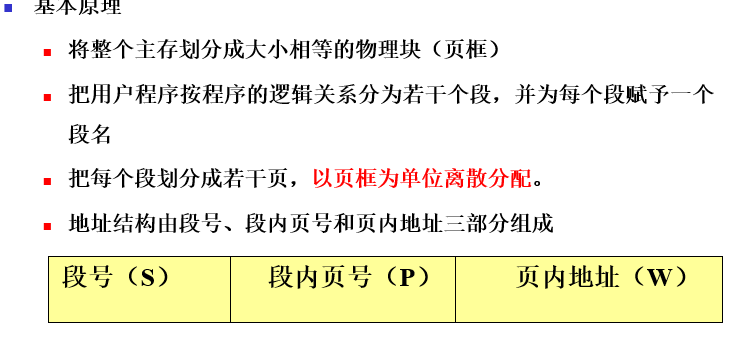 基本原理
将整个主存划分成大小相等的物理块（页框）
把用户程序按程序的逻辑关系分为若干个段，并为每个段赋予一个
段名
把每个段划分成若干页，以页框为单位离散分配。
地址结构由段号、段内页号和页内地址三部分组成
段号（S） 段内页号（P） 页内地址（W）